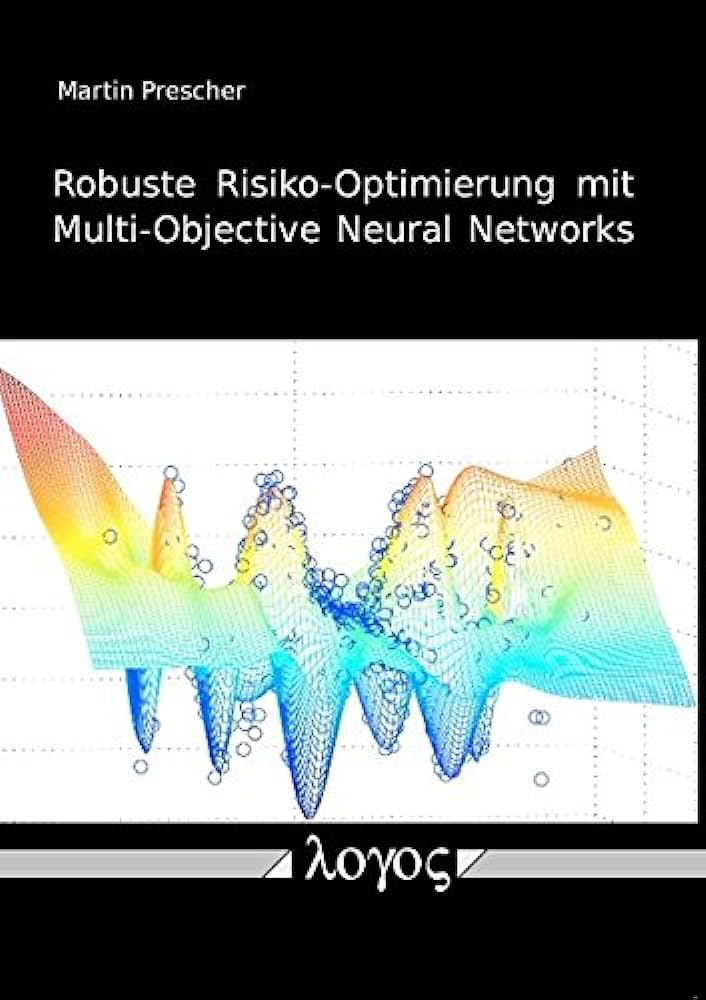 Martin Prescher
Robuste Risiko-Optimierung mit
Multi-Objective Neural Networks
λογος